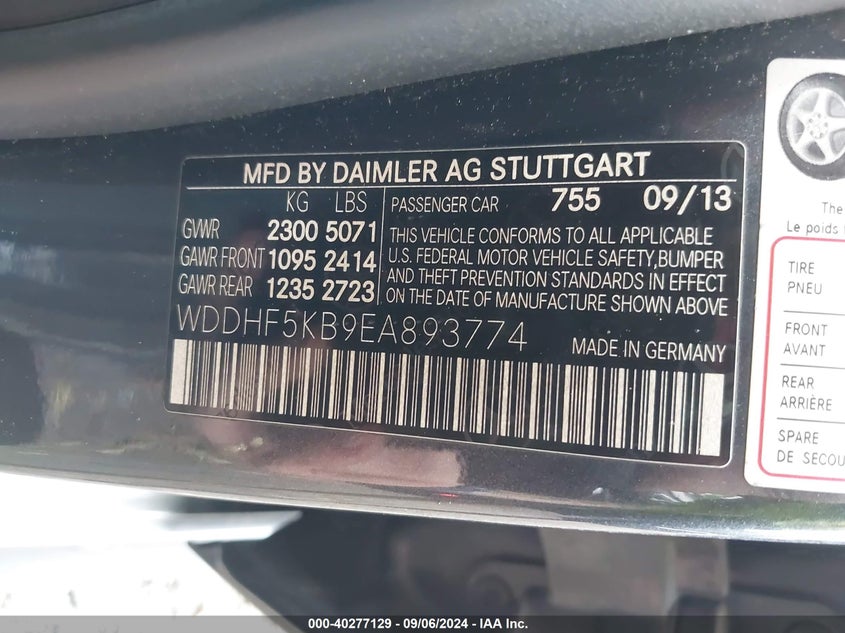 MFD BY DAIMLER AG STUTTGART
KG LBS
GVWR 2300 5071
GAWR FRONT 1095 2414
GAWR REAR 1235 2723
PASSENGER CAR 755 09/13
THIS VEHICLE CONFORMS TO ALL APPLICABLE
U.S. FEDERAL MOTOR VEHICLE SAFETY,BUMPER
AND THEFT PREVENTION STANDARDS IN EFFECT
ON THE DATE OF MANUFACTURE SHOWN ABOVE
WDDHF5KB9EA893774
MADE IN GERMANY
The
Le poids
TIRE
PNEU
FRONT
AVANT
REAR
ARRIÈRE
SPARE
DE SECOU
000-40277129 - 09/06/2024 - IAA Inc.